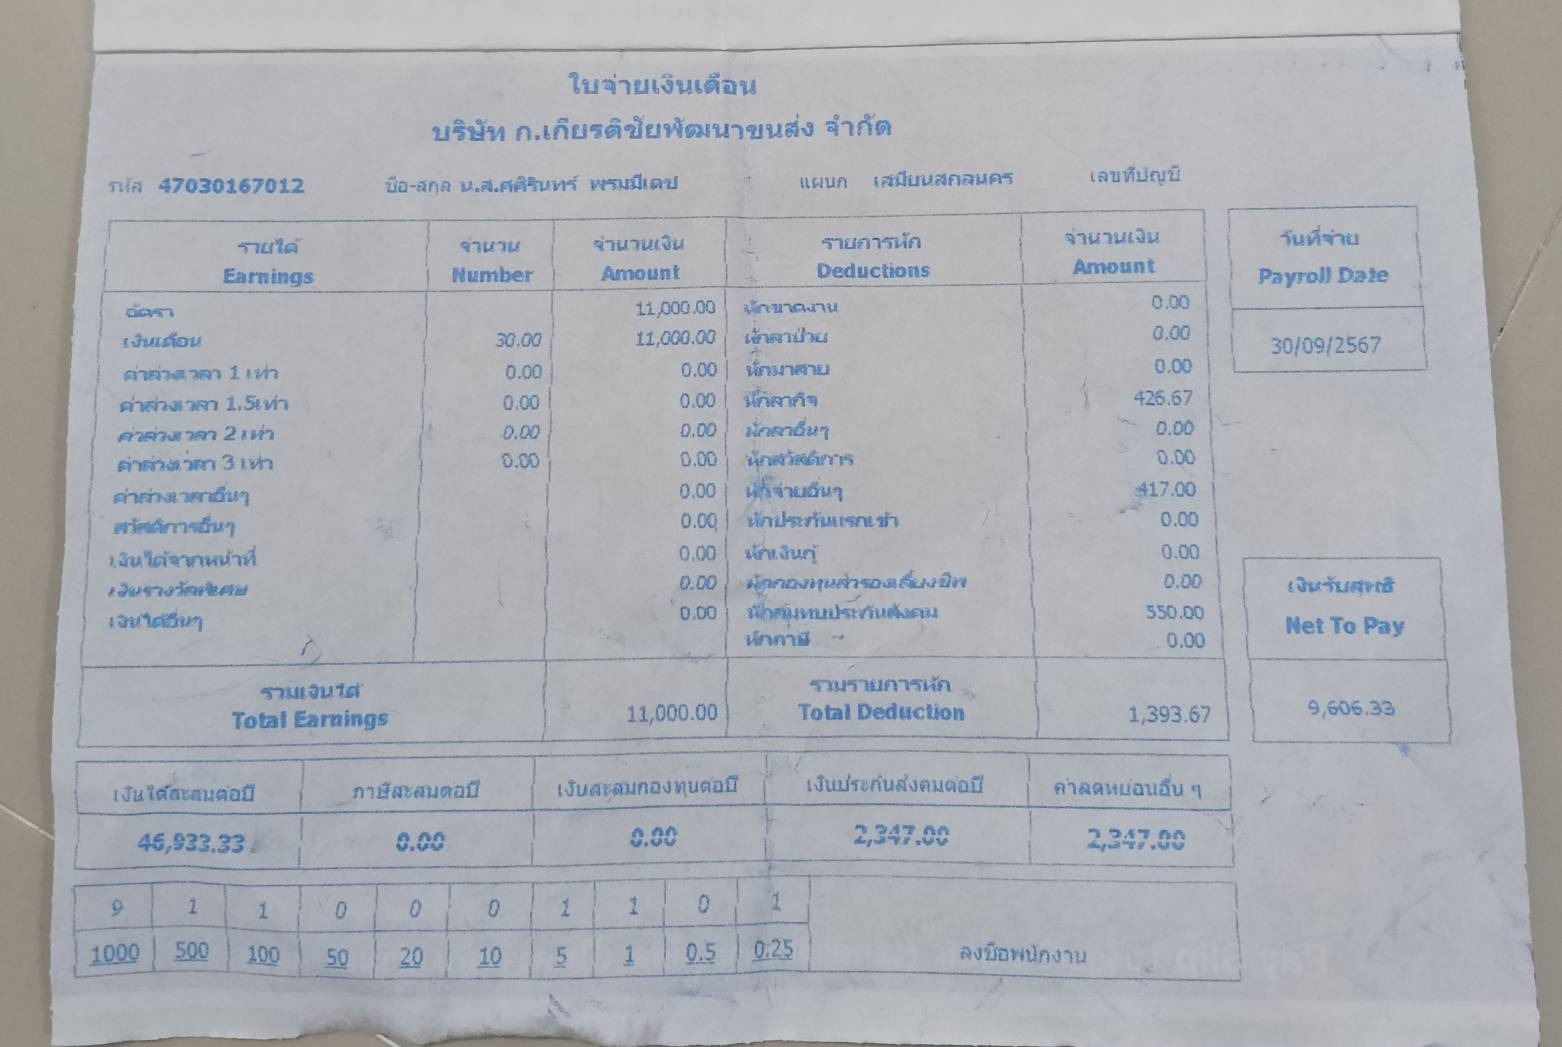 ใบจ่ายเงินเดือน
บริษัท ก.เกียรติชัยพัฒนาขนส่ง จำกัด
รหัส 47030167012 ชื่อ-สกุล น.ส.ศศิรินทร์ พรมมีเดช แผนก เสมียนสกลนคร เลขที่บัญชี
รายได้ จำนวน จำนวนเงิน รายการหัก จำนวนเงิน วันที่จ่าย
Earnings Number Amount Deductions Amount Payroll Date
อัตรา 11,000.00 หักขาดงาน 0.00
เงินเดือน 30.00 11,000.00 หักลาป่วย 0.00 30/09/2567
ค่าล่วงเวลา 1 เท่า 0.00 0.00 หักมาสาย 0.00
ค่าล่วงเวลา 1.5เท่า 0.00 0.00 หักลากิจ 426.67
ค่าล่วงเวลา 2 เท่า 0.00 0.00 หักลาอื่นๆ 0.00
ค่าล่วงเวลา 3 เท่า 0.00 0.00 หักสวัสดิการ 0.00
ค่าล่วงเวลาอื่นๆ 0.00 หักจ่ายอื่นๆ 417.00
สวัสดิการอื่นๆ 0.00 หักประกันแรกเข้า 0.00
เงินได้จากหน้าที่ 0.00 หักเงินกู้ 0.00
เงินรางวัลพิเศษ 0.00 หักกองทุนสำรองเลี้ยงชีพ 0.00 เงินรับสุทธิ
เงินได้อื่นๆ 0.00 หักสมทบประกันสังคม 550.00 Net To Pay
หักภาษี 0.00
รวมเงินได้ รวมรายการหัก
Total Earnings 11,000.00 Total Deduction 1,393.67 9,606.33
เงินได้สะสมต่อปี ภาษีสะสมต่อปี เงินสะสมกองทุนต่อปี เงินประกันสังคมต่อปี ค่าลดหย่อนอื่น ๆ
46,933.33 0.00 0.00 2,347.00 2,347.00
9 1 1 0 0 0 1 1 0 1
1000 500 100 50 20 10 5 1 0.5 0.25 ลงชื่อพนักงาน